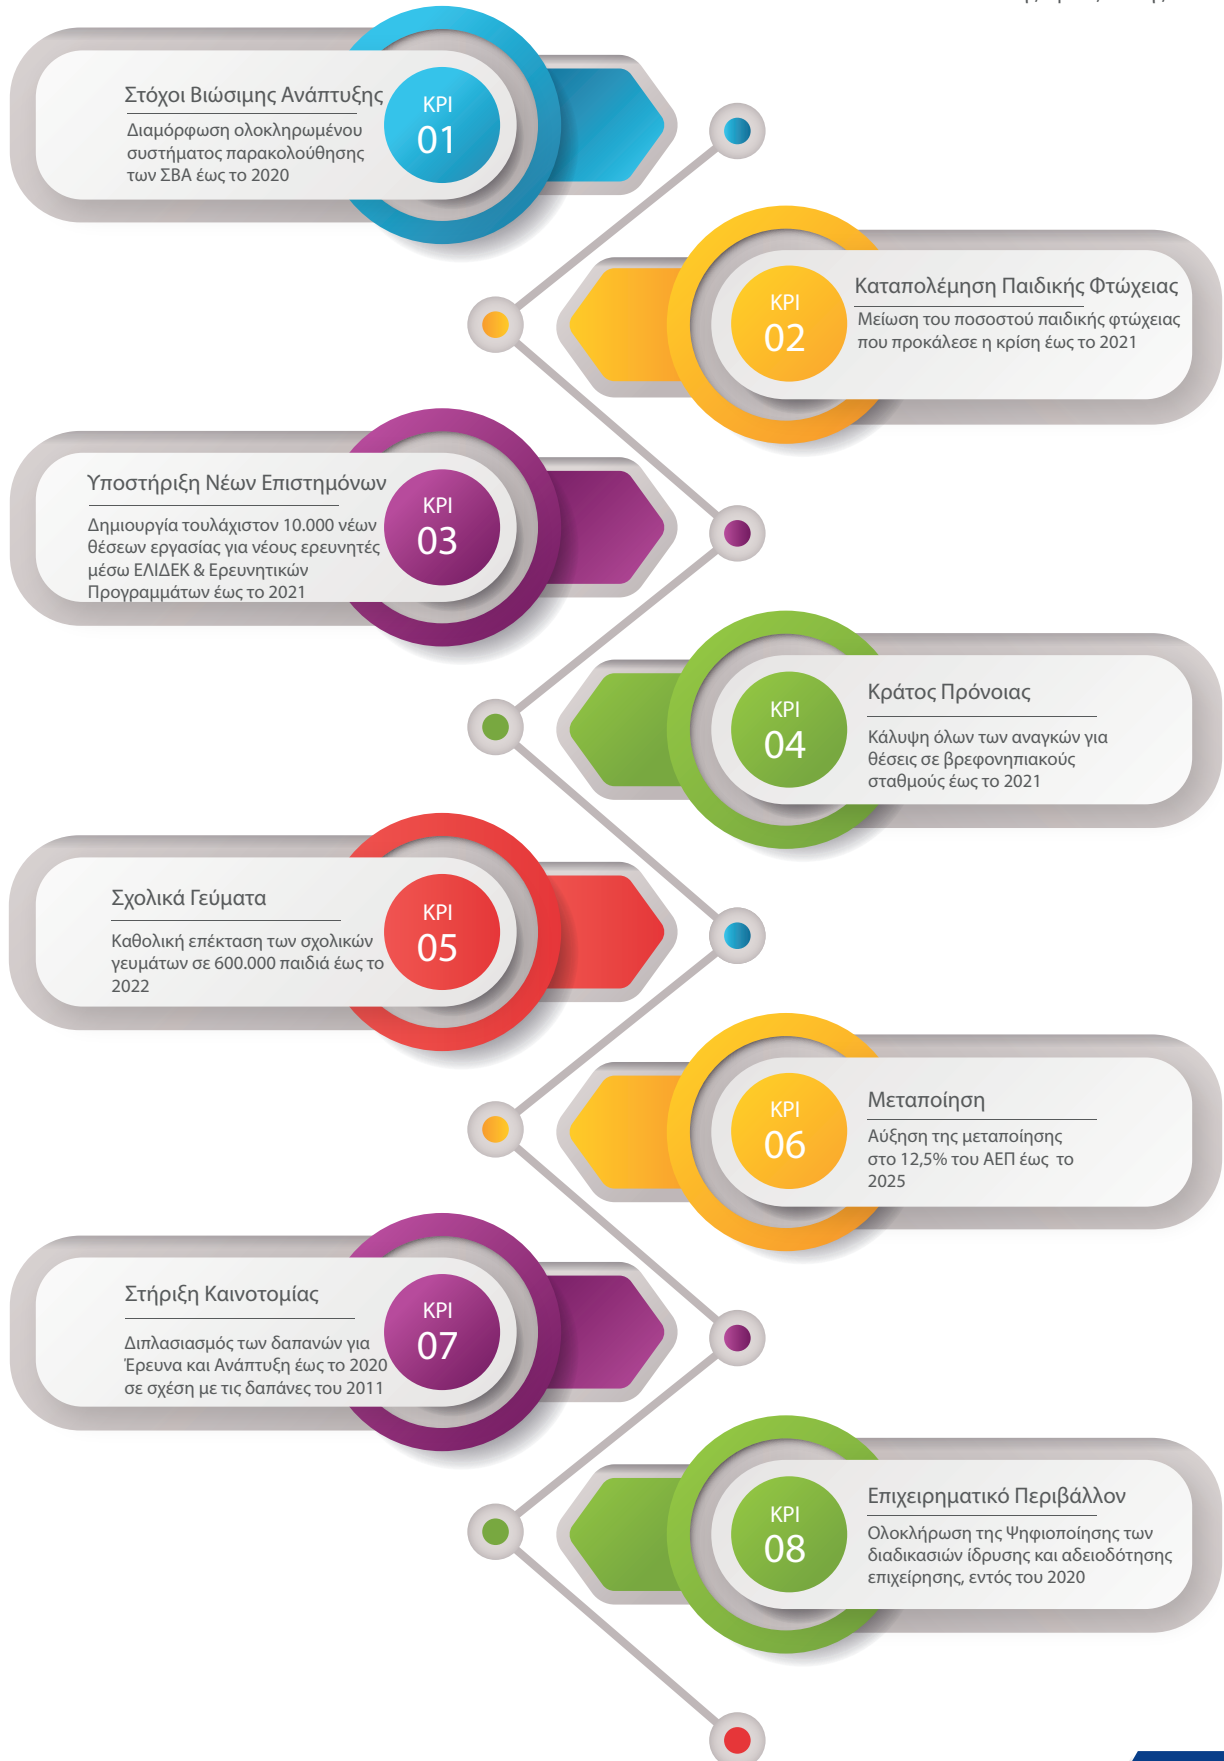 Στόχοι Βιώσιμης Ανάπτυξης
Διαμόρφωση ολοκληρωμένου
συστήματος παρακολούθησης
των ΣΒΑ έως το 2020
KPI
01
Καταπολέμηση Παιδικής Φτώχειας
Μείωση του ποσοστού παιδικής φτώχειας
που προκάλεσε η κρίση έως το 2021
KPI
02
Υποστήριξη Νέων Επιστημόνων
Δημιουργία τουλάχιστον 10.000 νέων
θέσεων εργασίας για νέους ερευνητές
μέσω ΕΛΙΔΕΚ & Ερευνητικών
Προγραμμάτων έως το 2021
KPI
03
Κράτος Πρόνοιας
Κάλυψη όλων των αναγκών για
θέσεις σε βρεφονηπιακούς
σταθμούς έως το 2021
KPI
04
Σχολικά Γεύματα
Καθολική επέκταση των σχολικών
γευμάτων σε 600.000 παιδιά έως το
2022
KPI
05
Μεταποίηση
Αύξηση της μεταποίησης
στο 12,5% του ΑΕΠ έως το
2025
KPI
06
Στήριξη Καινοτομίας
Διπλασιασμός των δαπανών για
Έρευνα και Ανάπτυξη έως το 2020
σε σχέση με τις δαπάνες του 2011
KPI
07
Επιχειρηματικό Περιβάλλον
Ολοκλήρωση της Ψηφιοποίησης των
διαδικασιών ίδρυσης και αδειοδότησης
επιχείρησης, εντός του 2020
KPI
08